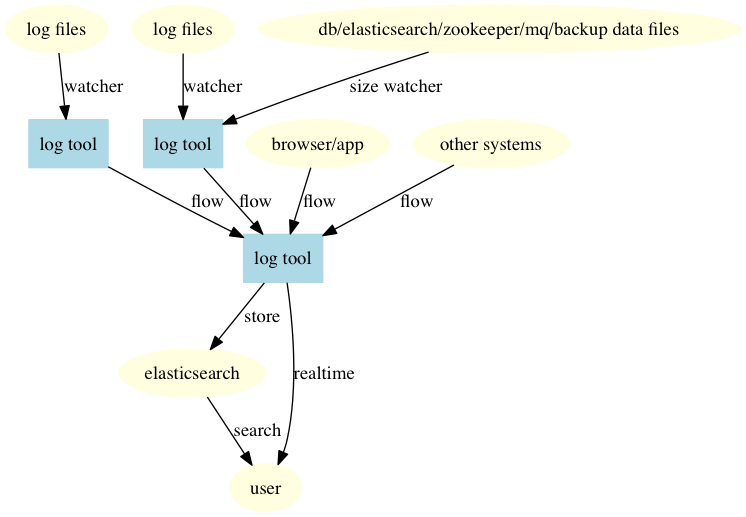 log files
log files
db/elasticsearch/zookeeper/mq/backup data files
watcher
watcher
size watcher
log tool
log tool
browser/app
other systems
flow
flow
flow
flow
log tool
store
elasticsearch
realtime
search
user